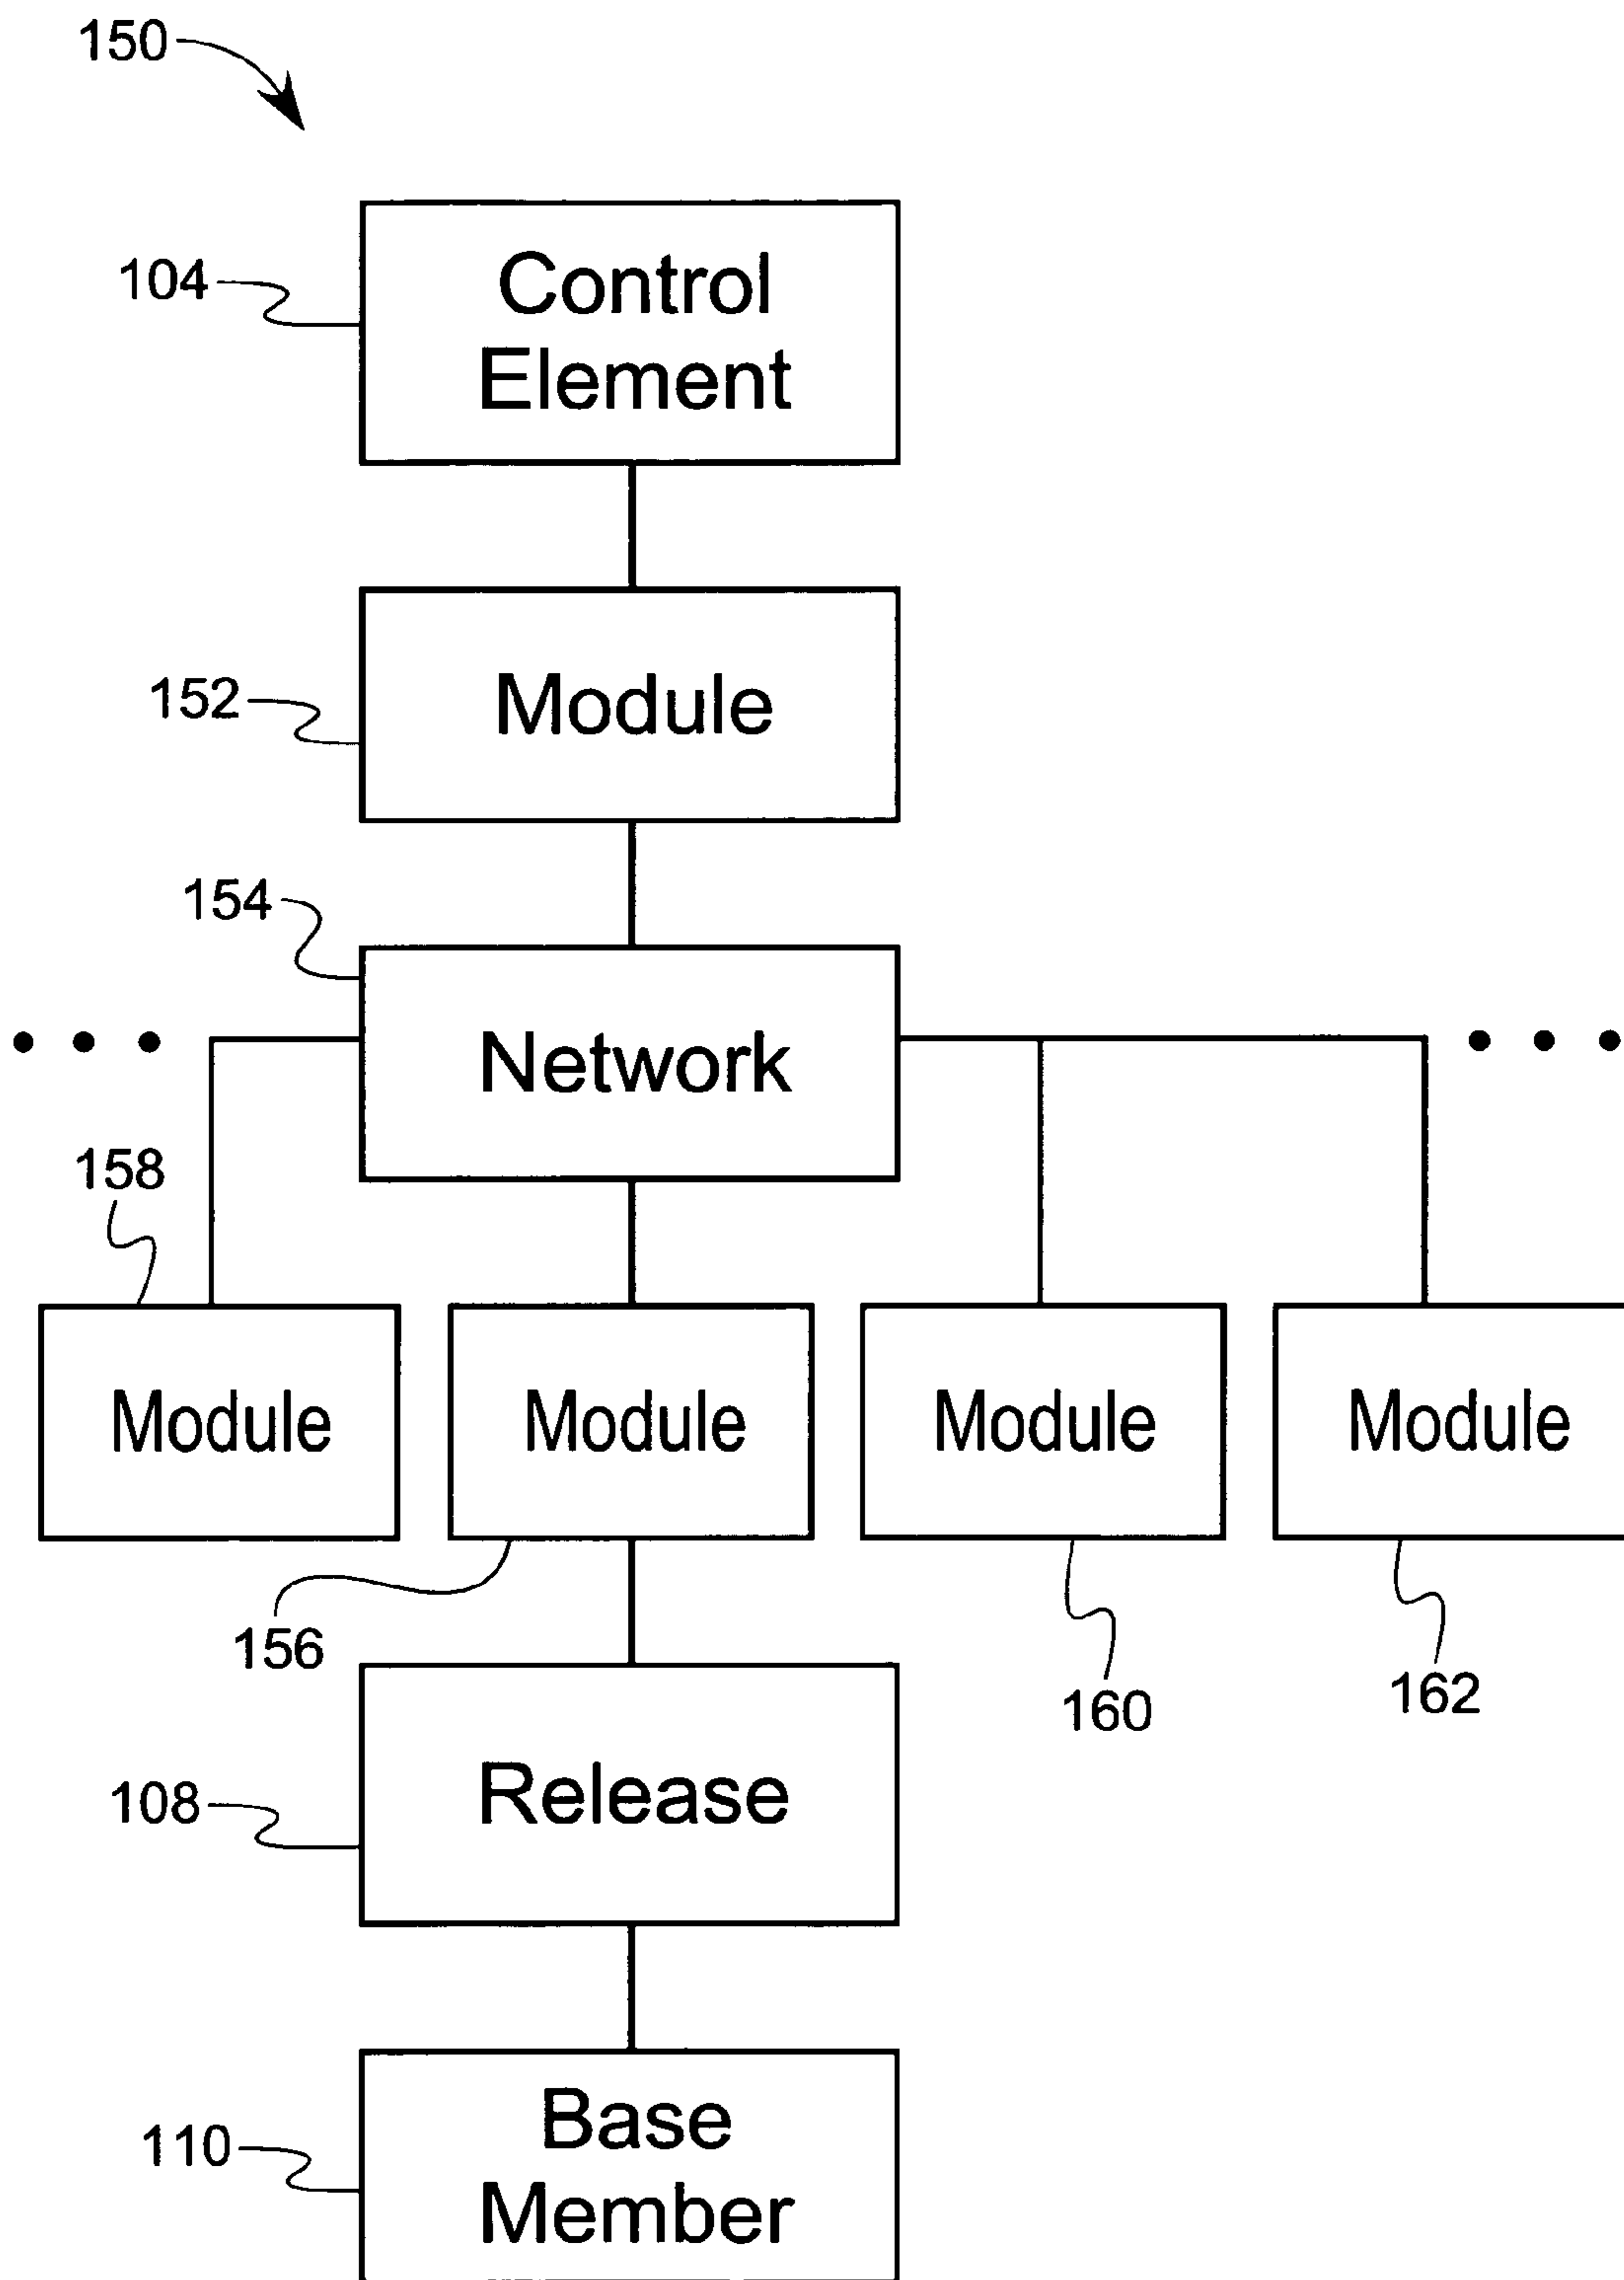 150
104
Control
Element
152
Module
154
Network
158
Module
Module
Module
Module
156
160
162
108
Release
110
Base
Member